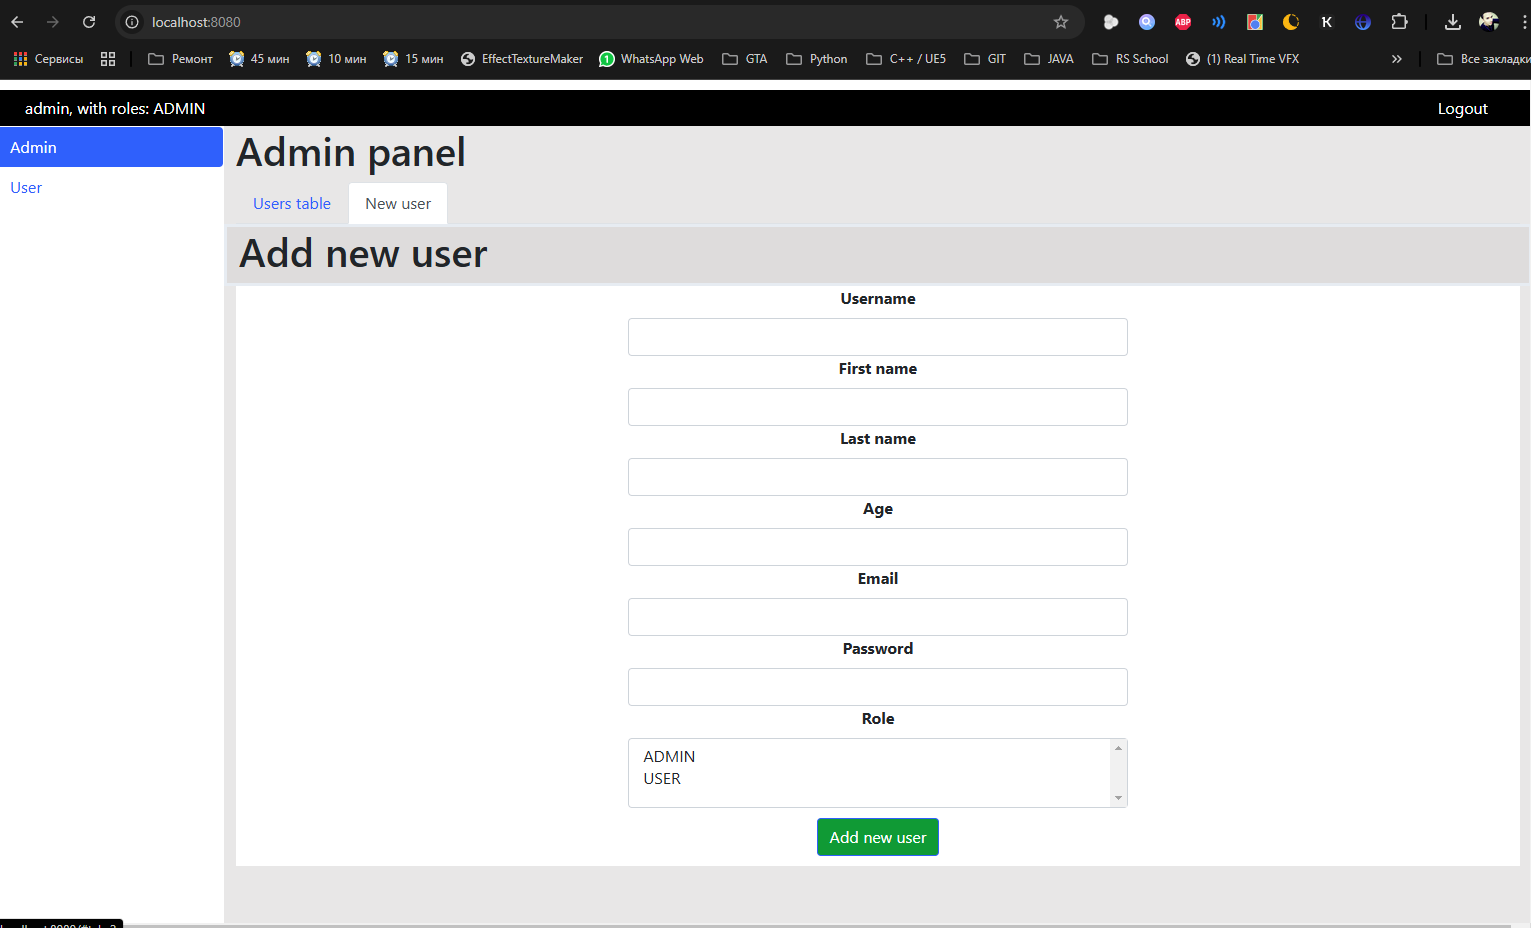 localhost:8080
ABP
K
Сервисы
Ремонт
45 мин
10 мин
15 мин
EffectTextureMaker
1
WhatsApp Web
GTA
Python
C++ / UE5
GIT
JAVA
RS School
(1) Real Time VFX
»
Все закладки
admin, with roles: ADMIN
Logout
Admin
User
Admin panel
Users table
New user
Add new user
Username
First name
Last name
Age
Email
Password
Role
ADMIN
USER
Add new user